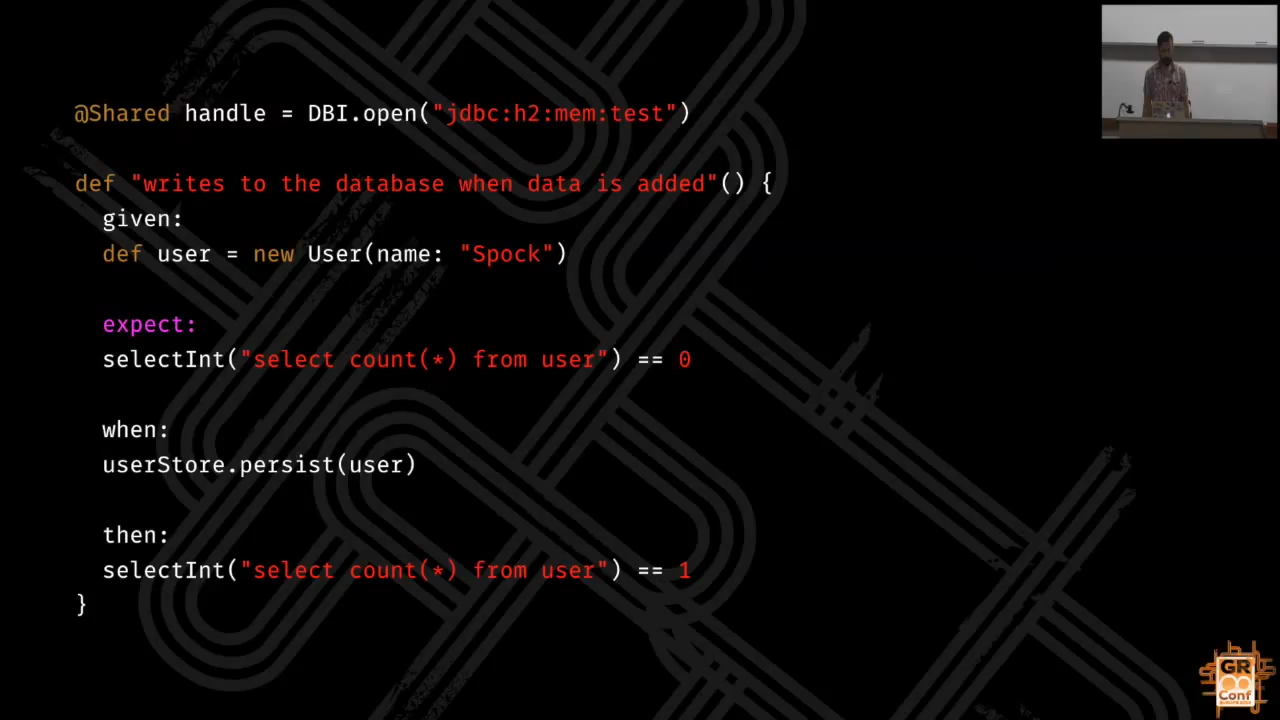 @Shared handle = DBI.open("jdbc:h2:mem:test")
def "writes to the database when data is added"() {
given:
def user = new User(name: "Spock")
expect:
selectInt("select count(*) from user") == 0
when:
userStore.persist(user)
then:
selectInt("select count(*) from user") == 1
}
GR
Conf